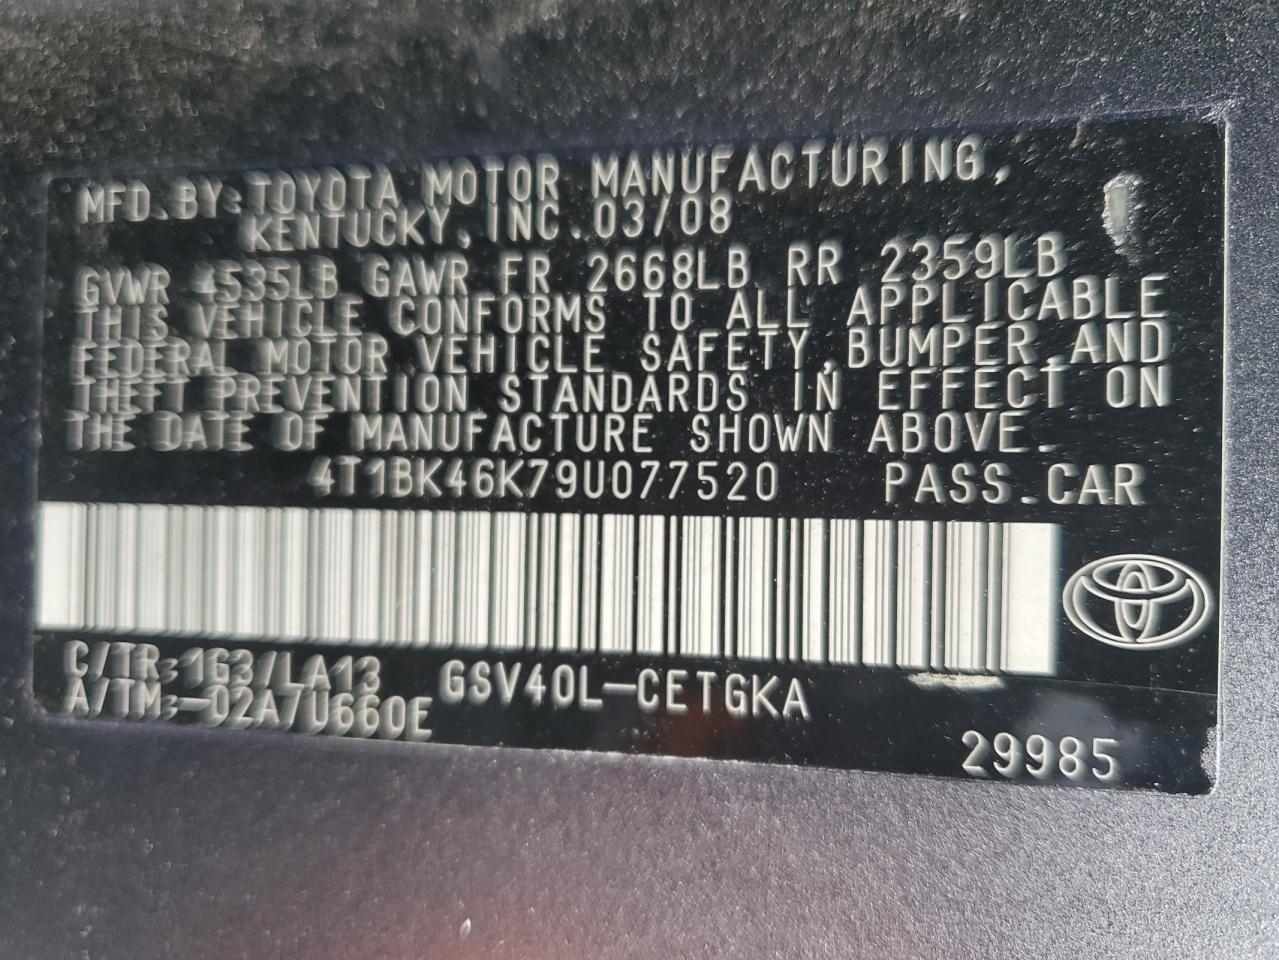 MFD.BY:TOYOTA MOTOR MANUFACTURING,
KENTUCKY, INC. 03/08
GVWR 4535LB GAWR FR 2668LB RR 2359LB
THIS VEHICLE CONFORMS TO ALL APPLICABLE
FEDERAL MOTOR VEHICLE SAFETY,BUMPER,AND
THEFT PREVENTION STANDARDS IN EFFECT ON
THE DATE OF MANUFACTURE SHOWN ABOVE.
4T1BK46K79U077520 PASS.CAR
C/TR:1G3/LA13 GSV40L-CETGKA
A/TM:-02A/U660E
29985